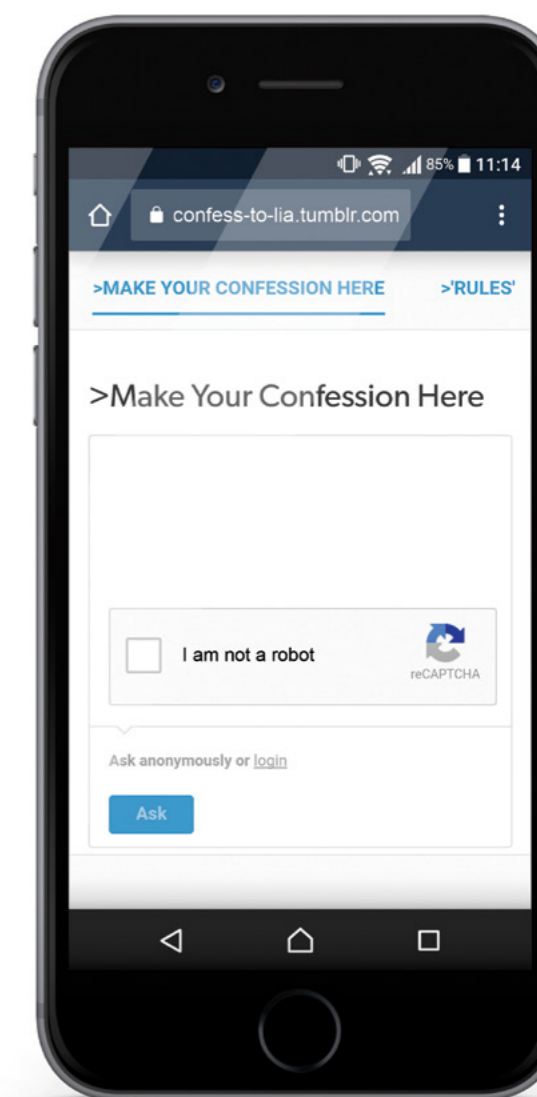 85% 11:14
confess-to-lia.tumblr.com
>MAKE YOUR CONFESSION HERE >'RULES'
>Make Your Confession Here
I am not a robot
reCAPTCHA
Ask anonymously or login
Ask